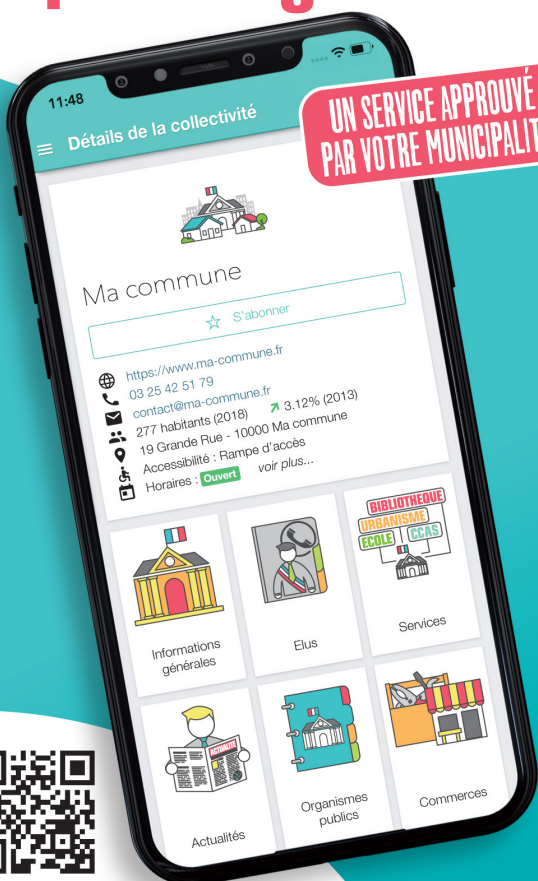 11:48
Détails de la collectivité
UN SERVICE APPROUVÉ
PAR VOTRE MUNICIPALIT
Ma commune
S'abonner
https://www.ma-commune.fr
03 25 42 51 79
contact@ma-commune.fr
277 habitants (2018) 3.12% (2013)
19 Grande Rue - 10000 Ma commune
Accessibilité : Rampe d'accès
Horaires : Ouvert voir plus...
BIBLIOTHEQUE
URBANISME
ECOLE CCAS
Informations
générales
Elus
Services
ACTUALITÉ
Actualités
Organismes
publics
Commerces